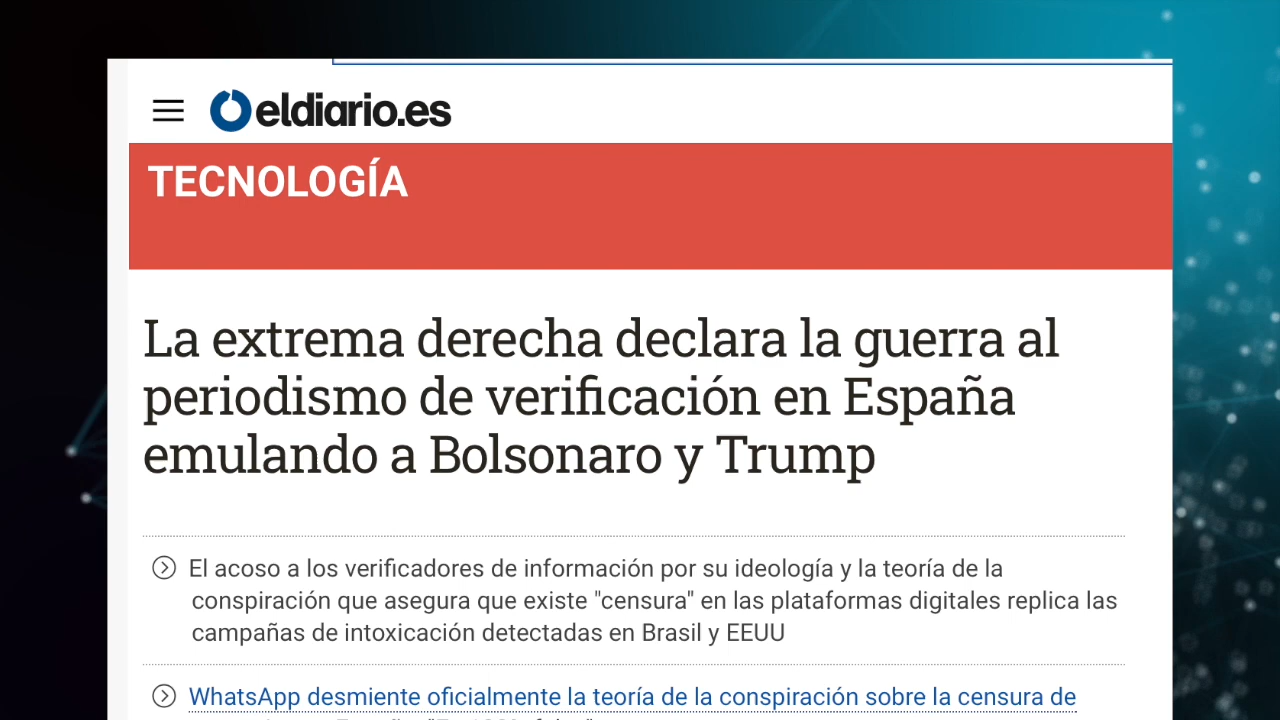 eldiario.es
TECNOLOGÍA
La extrema derecha declara la guerra al
periodismo de verificación en España
emulando a Bolsonaro y Trump
El acoso a los verificadores de información por su ideología y la teoría de la
conspiración que asegura que existe "censura" en las plataformas digitales replica las
campañas de intoxicación detectadas en Brasil y EEUU
WhatsApp desmiente oficialmente la teoría de la conspiración sobre la censura de